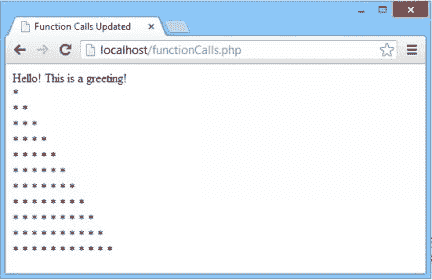 Function Calls Updated
localhost/functionCalls.php
Hello! This is a greeting!
*
* *
* * *
* * * *
* * * * *
* * * * * *
* * * * * * *
* * * * * * * *
* * * * * * * * *
* * * * * * * * * *
* * * * * * * * * * *